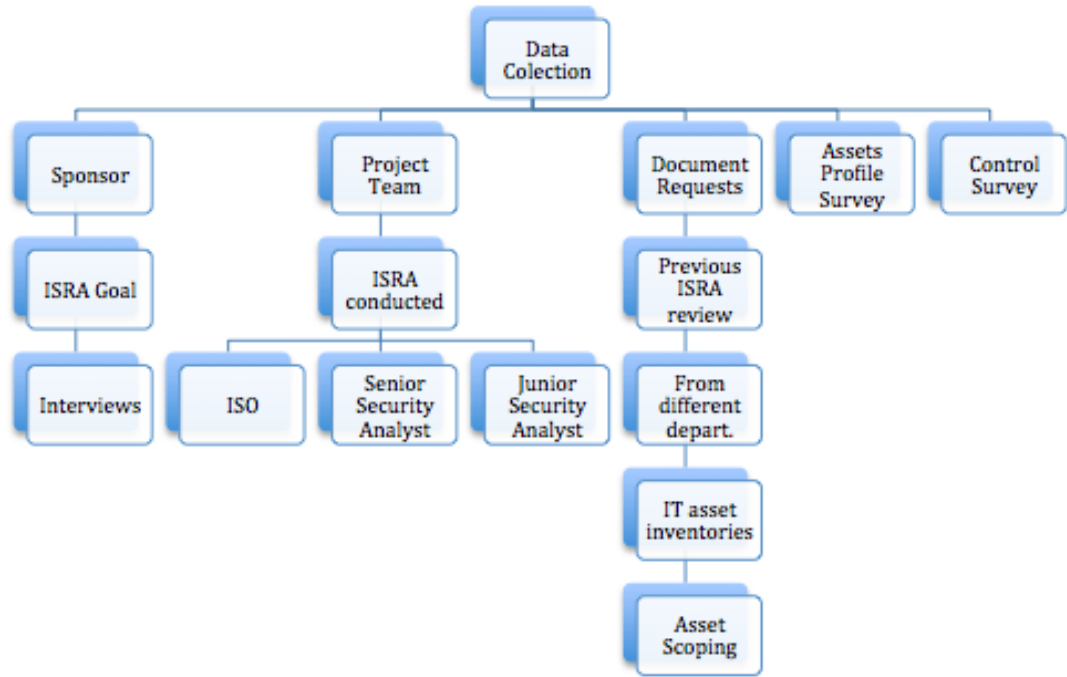 Data
Colection
Sponsor
Project
Team
Document
Requests
Assets
Profile
Survey
Control
Survey
ISRA Goal
ISRA
conducted
Previous
ISRA
review
Interviews
ISO
Senior
Security
Analyst
Junior
Security
Analyst
From
different
depart.
IT asset
inventories
Asset
Scoping